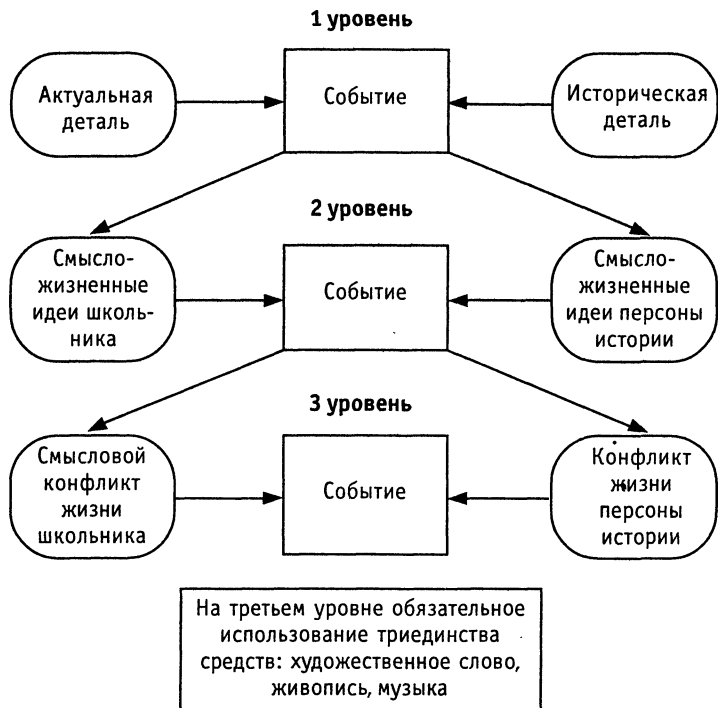 1 уровень
Актуальная
деталь
Событие
Историческая
деталь
2 уровень
Смысло-
жизненные
идеи школь-
ника
Событие
Смысло-
жизненные
идеи персоны
истории
3 уровень
Смысловой
конфликт
жизни
школьника
Событие
Конфликт
жизни
персоны
истории
На третьем уровне обязательное
использование триединства
средств: художественное слово,
живопись, музыка